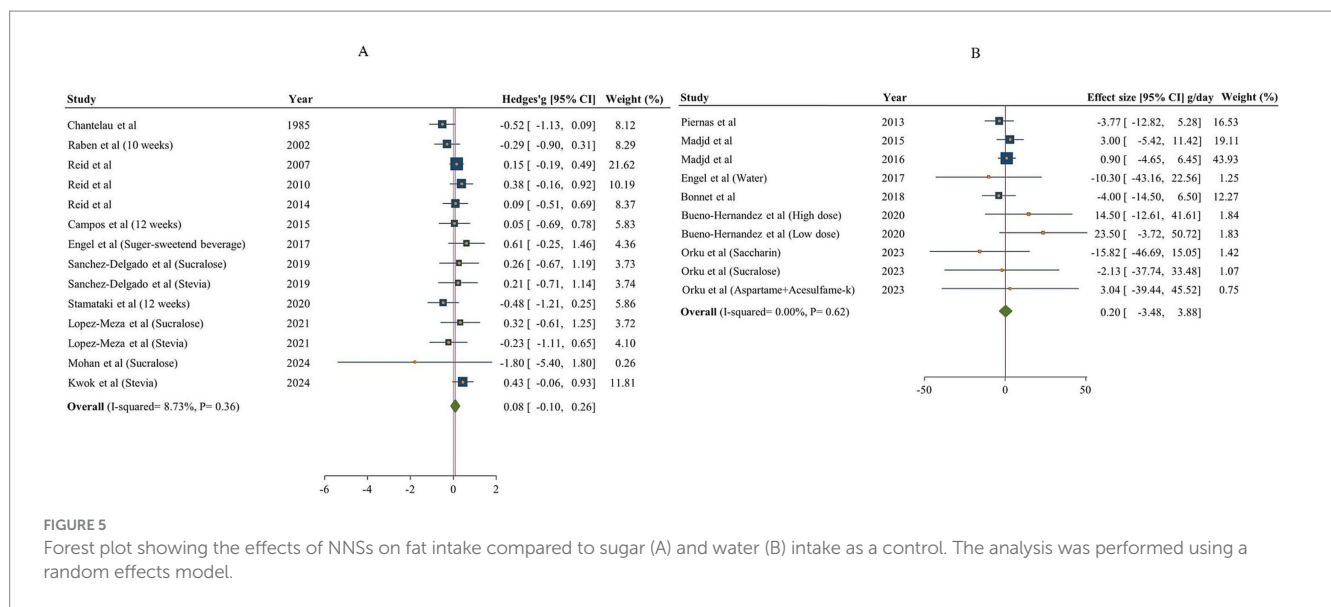 A
Study Year Hedges'g [95% CI] Weight (%)
Chantelau et al 1985 -0.52 [ -1.13, 0.09] 8.12
Raben et al (10 weeks) 2002 -0.29 [ -0.90, 0.31] 8.29
Reid et al 2007 0.15 [ -0.19, 0.49] 21.62
Reid et al 2010 0.38 [ -0.16, 0.92] 10.19
Reid et al 2014 0.09 [ -0.51, 0.69] 8.37
Campos et al (12 weeks) 2015 0.05 [ -0.69, 0.78] 5.83
Engel et al (Suger-sweetend beverage) 2017 0.61 [ -0.25, 1.46] 4.36
Sanchez-Delgado et al (Sucralose) 2019 0.26 [ -0.67, 1.19] 3.73
Sanchez-Delgado et al (Stevia) 2019 0.21 [ -0.71, 1.14] 3.74
Stamataki et al (12 weeks) 2020 -0.48 [ -1.21, 0.25] 5.86
Lopez-Meza et al (Sucralose) 2021 0.32 [ -0.61, 1.25] 3.72
Lopez-Meza et al (Stevia) 2021 -0.23 [ -1.11, 0.65] 4.10
Mohan et al (Sucralose) 2024 -1.80 [ -5.40, 1.80] 0.26
Kwok et al (Stevia) 2024 0.43 [ -0.06, 0.93] 11.81
Overall (I-squared= 8.73%, P= 0.36) 0.08 [ -0.10, 0.26]
-6 -4 -2 0 2
B
Study Year Effect size [95% CI] g/day Weight (%)
Piernas et al 2013 -3.77 [ -12.82, 5.28] 16.53
Madjd et al 2015 3.00 [ -5.42, 11.42] 19.11
Madjd et al 2016 0.90 [ -4.65, 6.45] 43.93
Engel et al (Water) 2017 -10.30 [ -43.16, 22.56] 1.25
Bonnet et al 2018 -4.00 [ -14.50, 6.50] 12.27
Bueno-Hernandez et al (High dose) 2020 14.50 [ -12.61, 41.61] 1.84
Bueno-Hernandez et al (Low dose) 2020 23.50 [ -3.72, 50.72] 1.83
Orku et al (Saccharin) 2023 -15.82 [ -46.69, 15.05] 1.42
Orku et al (Sucralose) 2023 -2.13 [ -37.74, 33.48] 1.07
Orku et al (Aspartame+Acesulfame-k) 2023 3.04 [ -39.44, 45.52] 0.75
Overall (I-squared= 0.00%, P= 0.62) 0.20 [ -3.48, 3.88]
-50 0 50
FIGURE 5
Forest plot showing the effects of NNSs on fat intake compared to sugar (A) and water (B) intake as a control. The analysis was performed using a
random effects model.